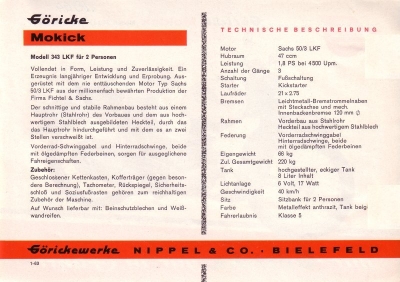 Göricke
Mokick
Modell 343 LKF für 2 Personen
Vollendet in Form, Leistung und Zuverlässigkeit. Ein
Erzeugnis langjähriger Entwicklung und Erprobung. Aus-
gerüstet mit dem nie enttäuschenden Motor Typ Sachs
50/3 LKF aus der millionenfach bewährten Produktion der
Firma Fichtel & Sachs.
Der schnittige und stabile Rahmenbau besteht aus einem
Hauptrohr (Stahlrohr) des Vorbaues und dem aus hoch-
wertigem Stahlblech ausgebildeten Heckteil, durch das
das Hauptrohr hindurchgeführt und mit dem es an zwei
Stellen verschweißt ist.
Vorderrad-Schwinggabel und Hinterradschwinge, beide
mit ölgedämpften Federbeinen, sorgen für ausgeglichene
Fahreigenschaften.
Zubehör:
Geschlossener Kettenkasten, Kofferträger (gegen beson-
dere Berechnung), Tachometer, Rückspiegel, Sicherheits-
schloß und Soziusfußrasten gehören zum reichhaltigen
Zubehör der Maschine.
Auf Wunsch lieferbar mit: Beinschutzblechen und Weiß-
wandreifen.
TECHNISCHE BESCHREIBUNG
Motor Sachs 50/3 LKF
Hubraum 47 ccm
Leistung 1,8 PS bei 4500 Upm.
Anzahl der Gänge 3
Schaltung Fußschaltung
Starter Kickstarter
Laufräder 21 x 2.75
Bremsen Leichtmetall-Bremstrommelnaben
mit Steckachse und mech.
Innenbackenbremse 120 mm ∅
Rahmen Vorderbau aus Stahlrohr
Heckteil aus hochwertigem Stahlblech
Federung Vorderradschwinggabel
Hinterradschwinge, beide
mit ölgedämpften Federbeinen
Eigengewicht 66 kg
Zul. Gesamtgewicht 220 kg
Tank hochgestellter, eckiger Tank
8 Liter Inhalt
Lichtanlage 6 Volt, 17 Watt
Geschwindigkeit 40 km/h
Sitz Sitzbank für 2 Personen
Farbe Metalleffekt anthrazit, Tank beige
Fahrerlaubnis Klasse 5
Görickewerke NIPPEL & CO. · BIELEFELD